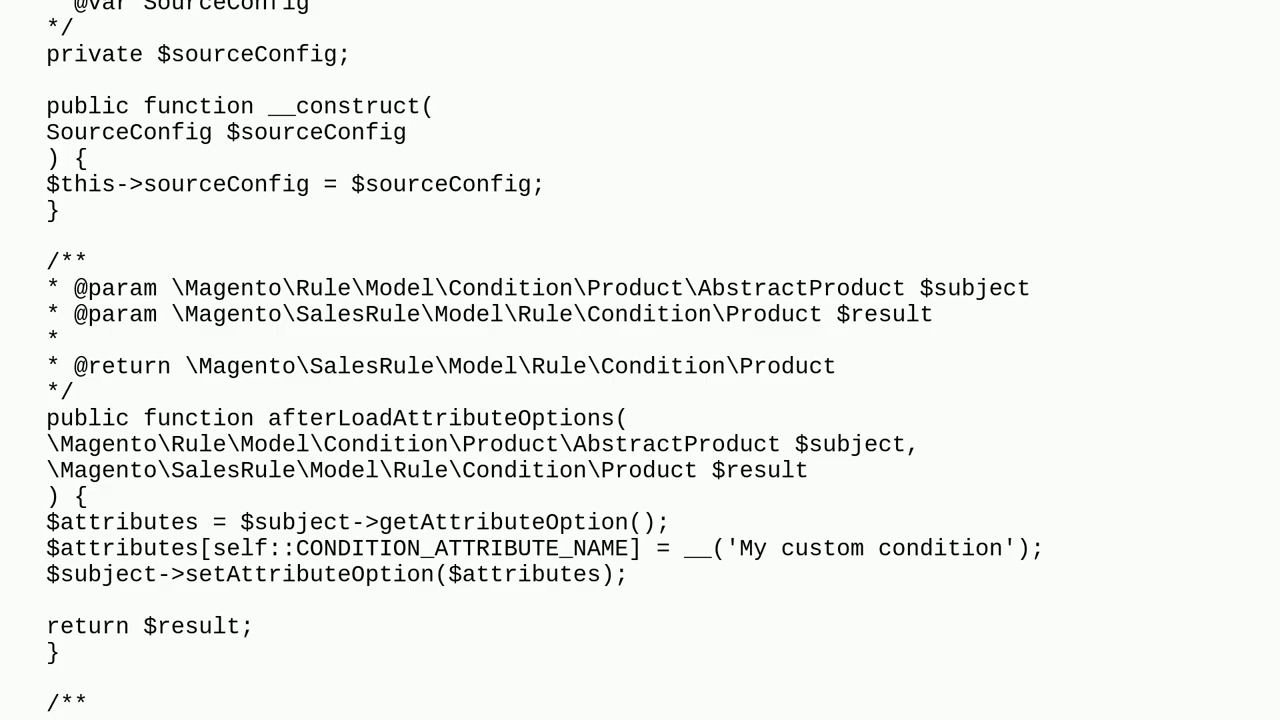 @var SourceConfig
*/
private $sourceConfig;
public function __construct(
SourceConfig $sourceConfig
) {
$this->sourceConfig = $sourceConfig;
}
/**
* @param \Magento\Rule\Model\Condition\Product\AbstractProduct $subject
* @param \Magento\SalesRule\Model\Rule\Condition\Product $result
*
* @return \Magento\SalesRule\Model\Rule\Condition\Product
*/
public function afterLoadAttributeOptions(
\Magento\Rule\Model\Condition\Product\AbstractProduct $subject,
\Magento\SalesRule\Model\Rule\Condition\Product $result
) {
$attributes = $subject->getAttributeOption();
$attributes[self::CONDITION_ATTRIBUTE_NAME] = __('My custom condition');
$subject->setAttributeOption($attributes);
return $result;
}
/**